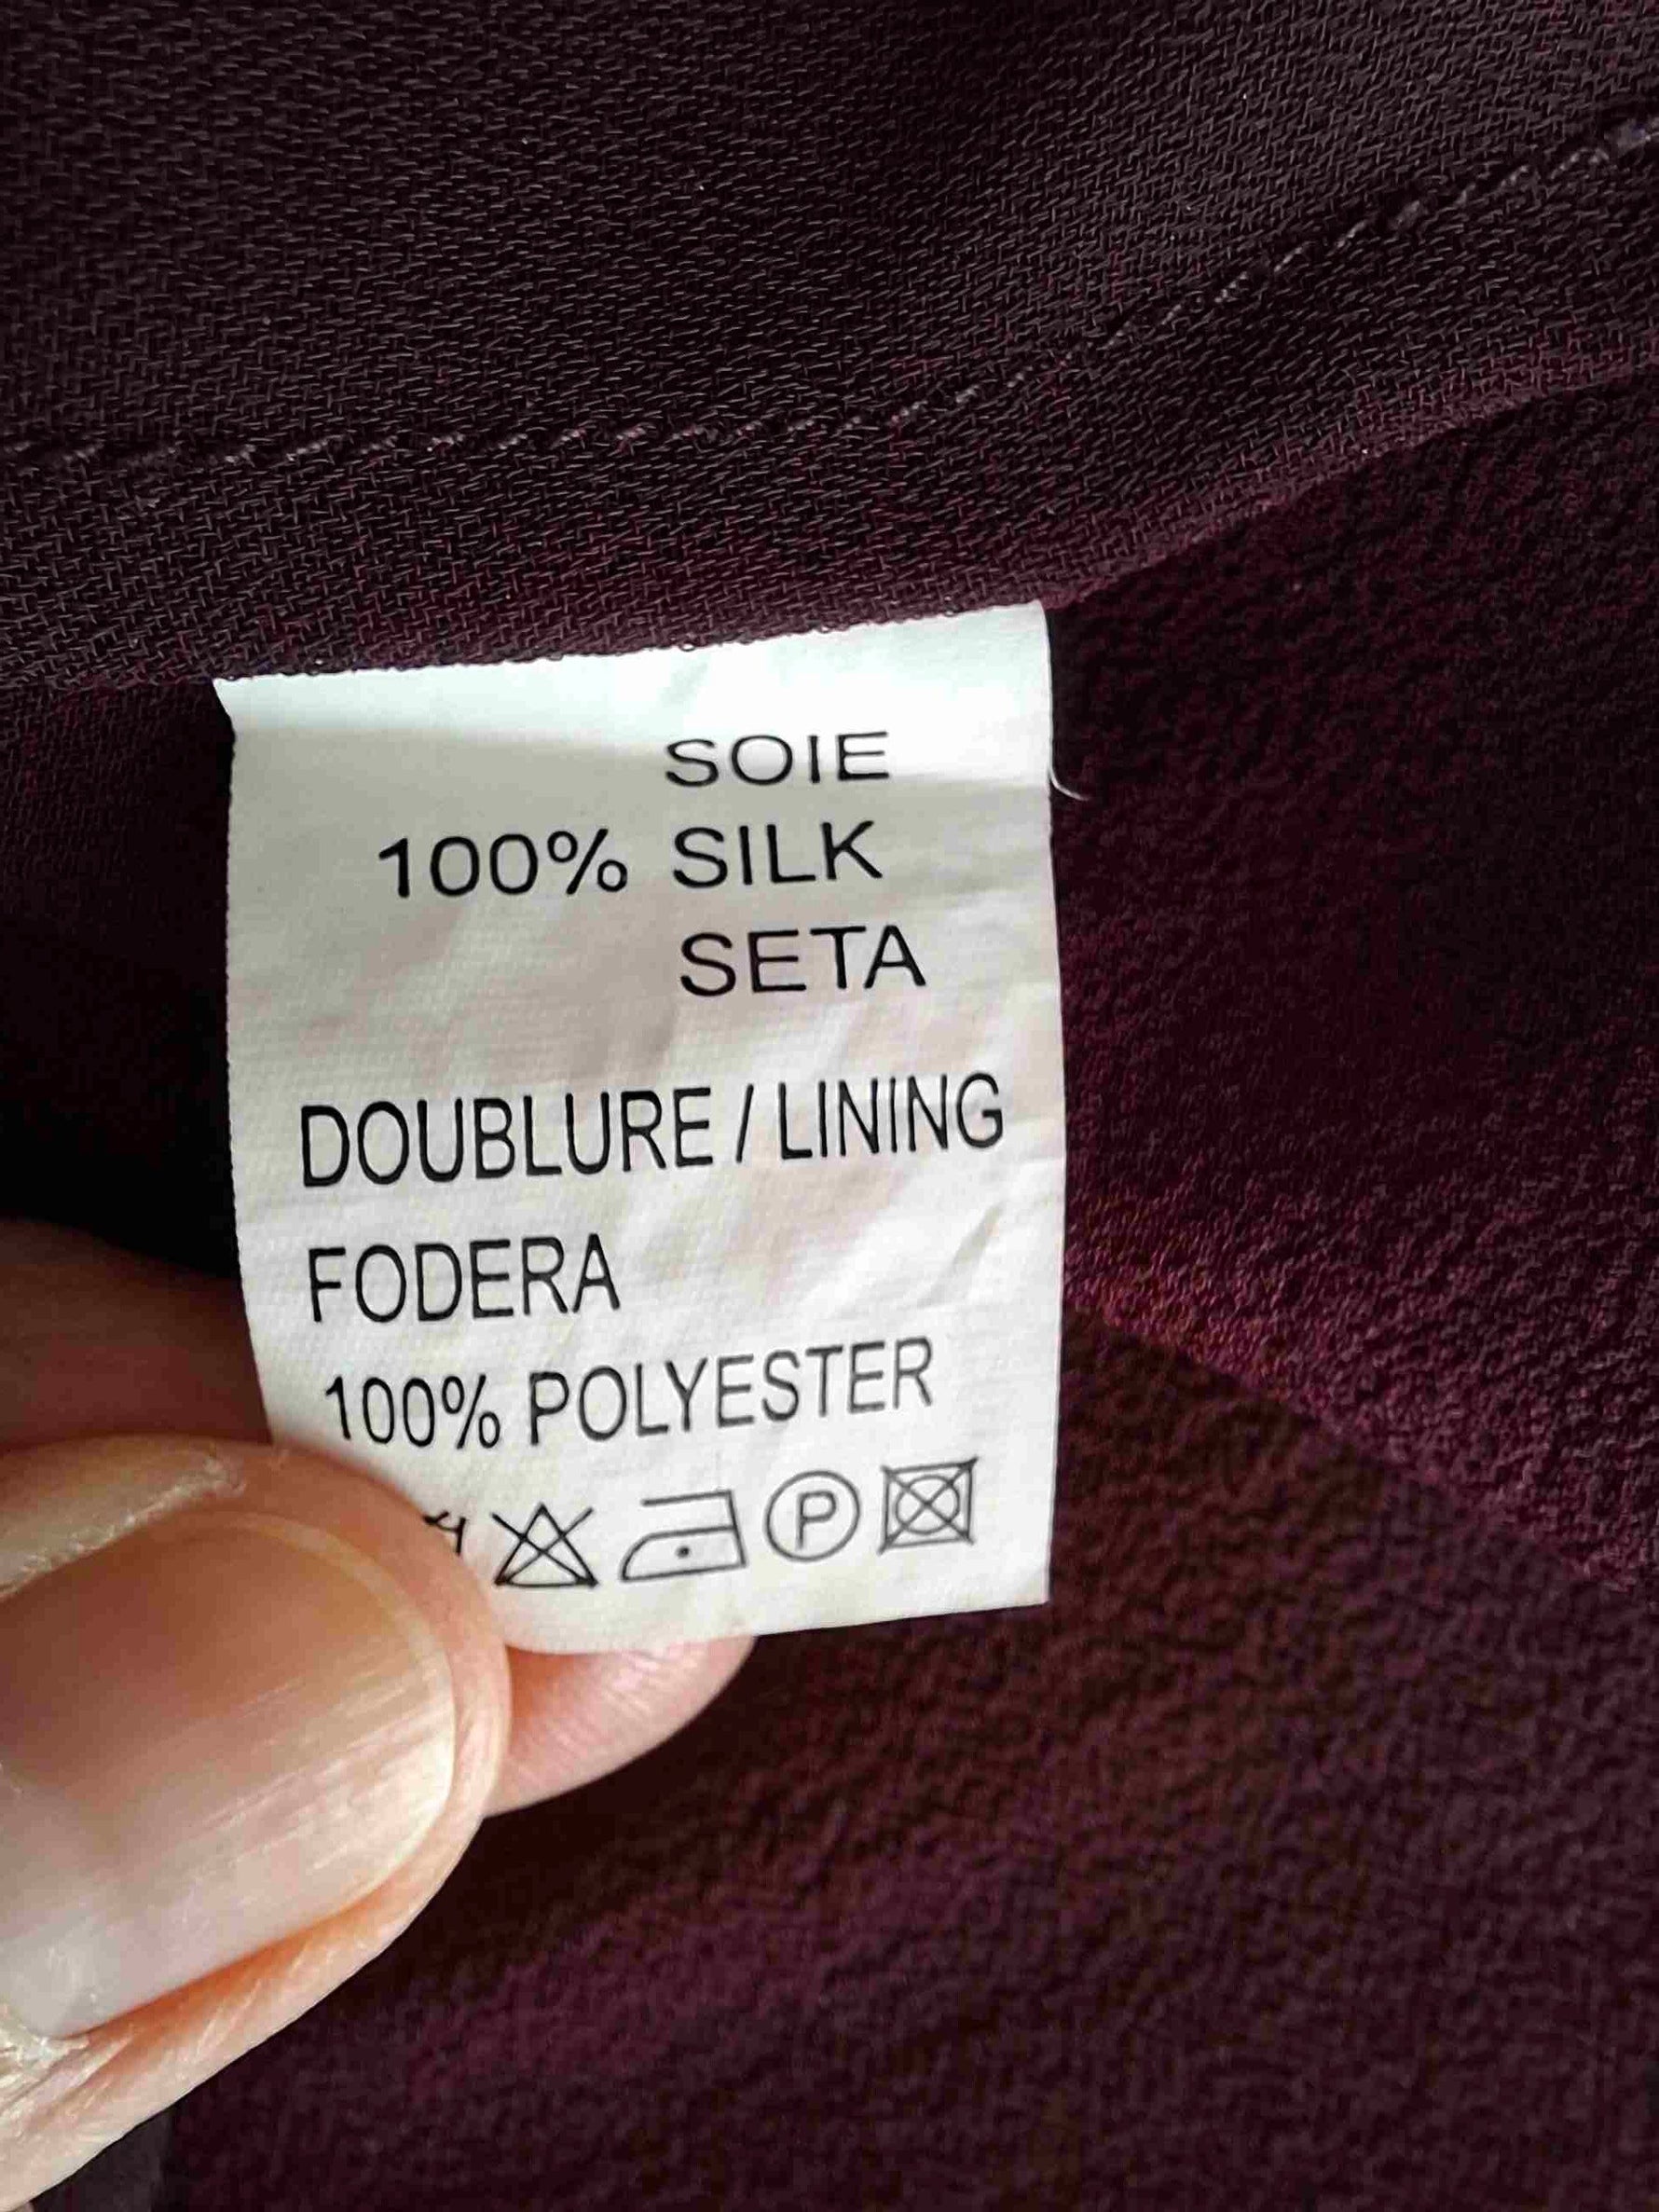 SOIE
100% SILK
SETA
DOUBLURE / LINING
FODERA
100% POLYESTER
P